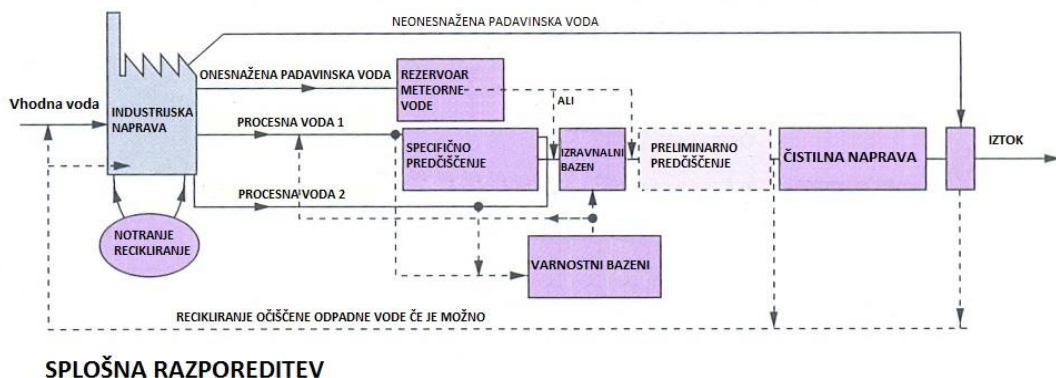 NEONESNAŽENA PADAVINSKA VODA
ONESNAŽENA PADAVINSKA VODA
REZERVOAR
METEORNE
VODE
Vhodna voda
INDUSTRIJSKA
NAPRAVA
ALI
PROCESNA VODA 1
SPECIFIČNO
PREDČIŠČENJE
IZRAVNALNI
BAZEN
PRELIMINARNO
PREDČIŠČENJE
ČISTILNA NAPRAVA
IZTOK
PROCESNA VODA 2
NOTRANJE
RECIKLIRANJE
VARNOSTNI BAZENI
RECIKLIRANJE OČIŠČENE ODPADNE VODE ČE JE MOŽNO
SPLOŠNA RAZPOREDITEV